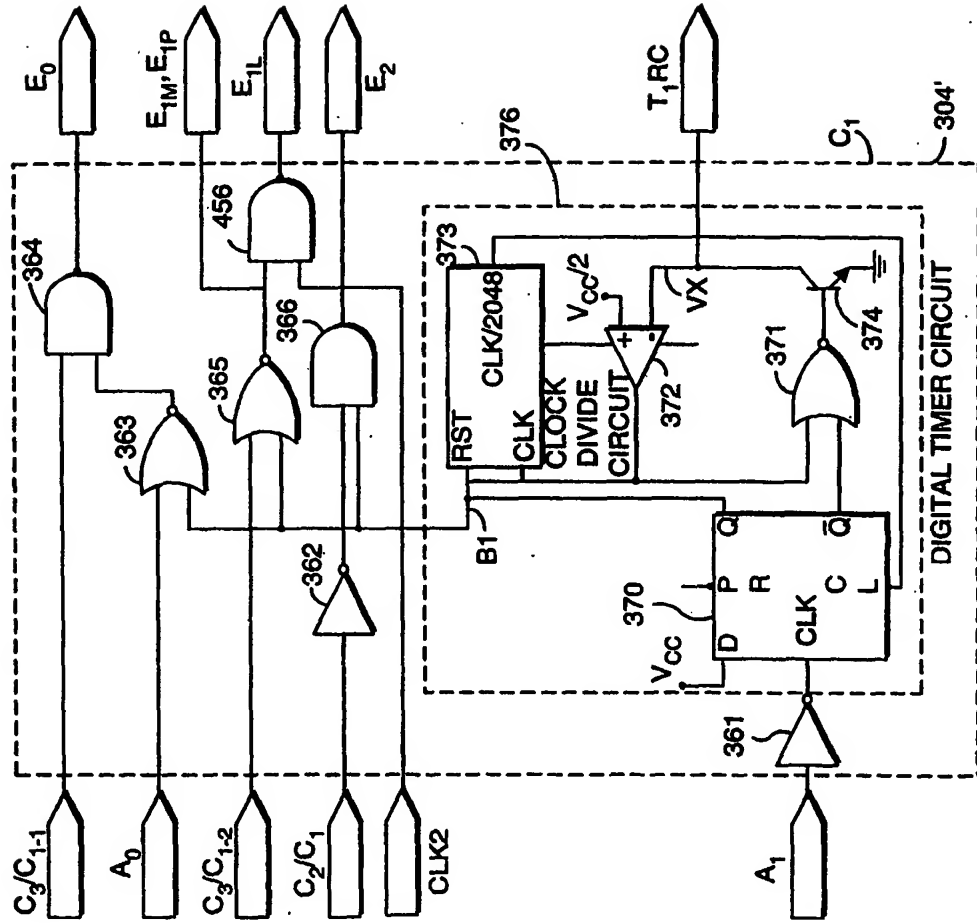 E₀
E₁M, E₁P
E₁L
E₂
T₁RC
C₁
304'
364
456
366
376
363
365
362
373
RST
CLK/2048
CLK
CLOCK
DIVIDE
CIRCUIT
V_CC/2
+
-
372
VX
371
374
B1
370
V_CC
D
P
R
CLK
C
L
Q
Q̅
361
DIGITAL TIMER CIRCUIT
C₃/C₁₋₁
A₀
C₃/C₁₋₂
C₂/C₁
CLK2
A₁